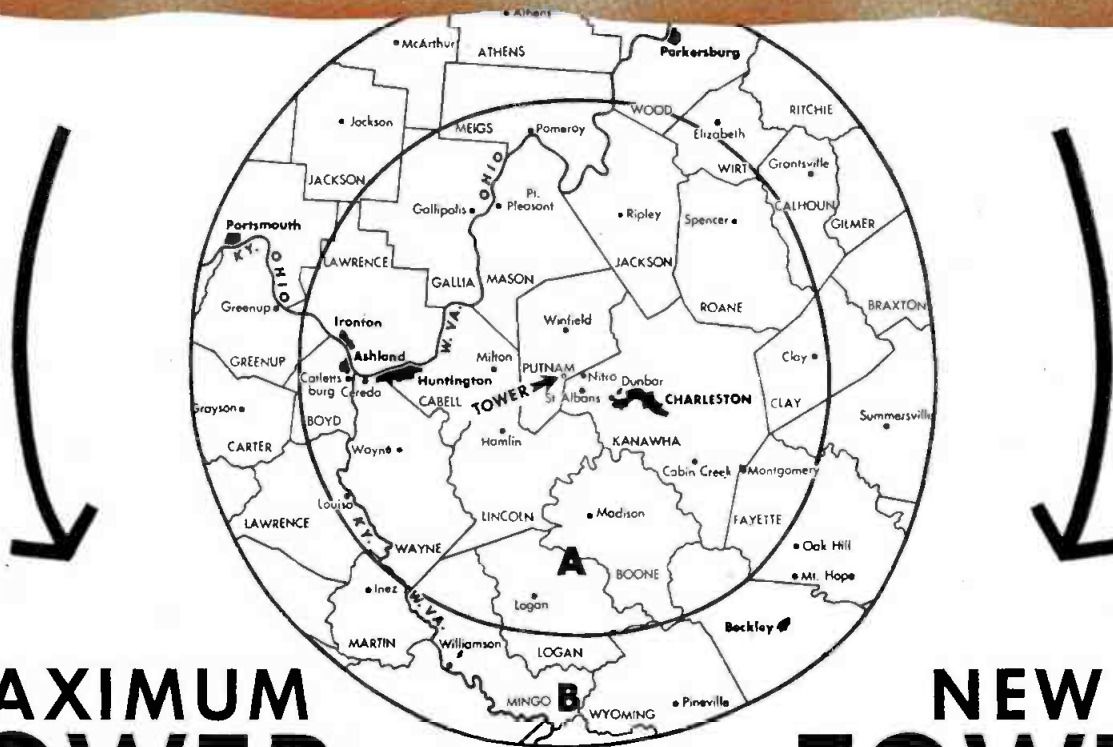 Athens
McArthur
ATHENS
Parkersburg
Jackson
MEIGS
Pomeroy
WOOD
Elizabeth
RITCHIE
WIRT
Grantsville
JACKSON
OHIO
Pt.
Pleasant
Gallipolis
Ripley
Spencer
CALHOUN
GILMER
Portsmouth
KY.
OHIO
LAWRENCE
GALLIA
MASON
JACKSON
ROANE
BRAXTON
Greenup
Ironton
W. VA.
Winfield
GREENUP
Ashland
Milton
PUTNAM
Clay
Catletts
burg
Ceredo
Huntington
CABELL
TOWER
Nitro
Dunbar
St Albans
CHARLESTON
CLAY
Grayson
BOYD
Summersville
CARTER
Wayne
Hamlin
KANAWHA
Cabin Creek
Montgomery
Louisa
KY.
LAWRENCE
LINCOLN
Madison
FAYETTE
WAYNE
Oak Hill
A
BOONE
Mt. Hope
Inez
W. VA.
Logan
Beckley
MARTIN
Williamson
LOGAN
MINGO
B
WYOMING
Pineville
AXIMUM
NEW